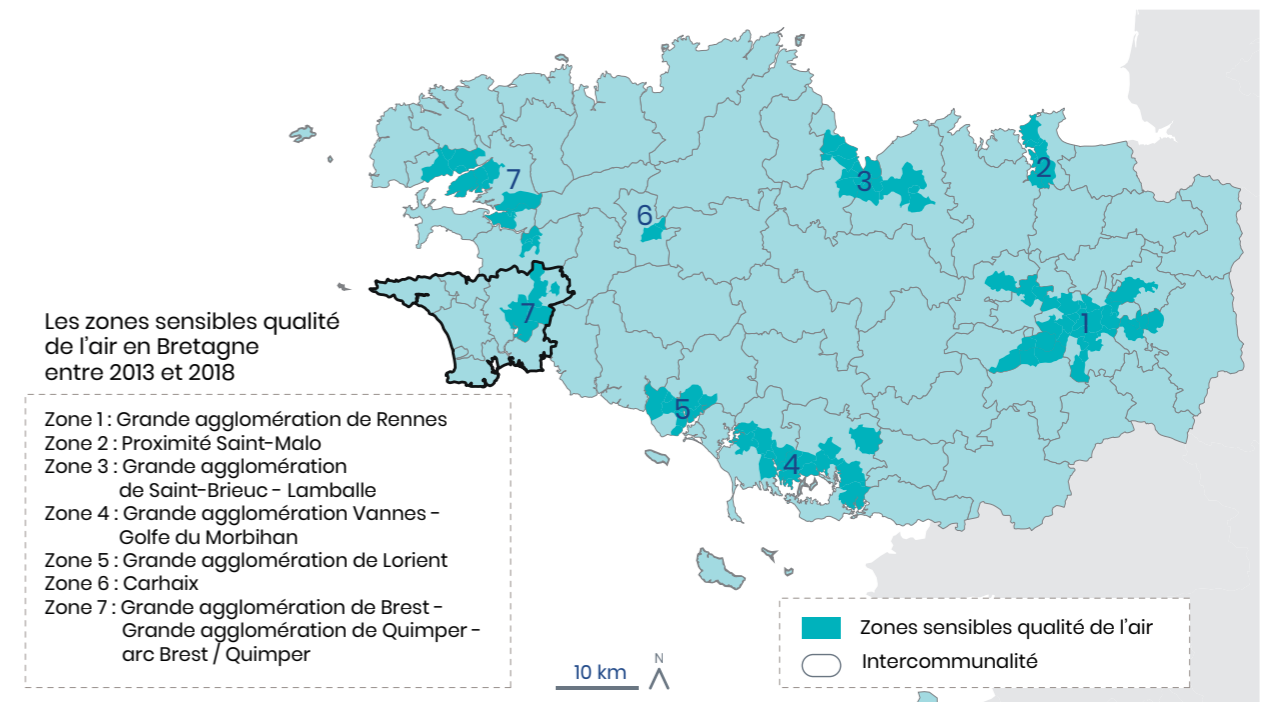 7
6
3
2
7
1
5
4
Les zones sensibles qualité
de l'air en Bretagne
entre 2013 et 2018
Zone 1 : Grande agglomération de Rennes
Zone 2 : Proximité Saint-Malo
Zone 3 : Grande agglomération
de Saint-Brieuc - Lamballe
Zone 4 : Grande agglomération Vannes -
Golfe du Morbihan
Zone 5 : Grande agglomération de Lorient
Zone 6 : Carhaix
Zone 7 : Grande agglomération de Brest -
Grande agglomération de Quimper -
arc Brest / Quimper
10 km
N
Zones sensibles qualité de l'air
Intercommunalité